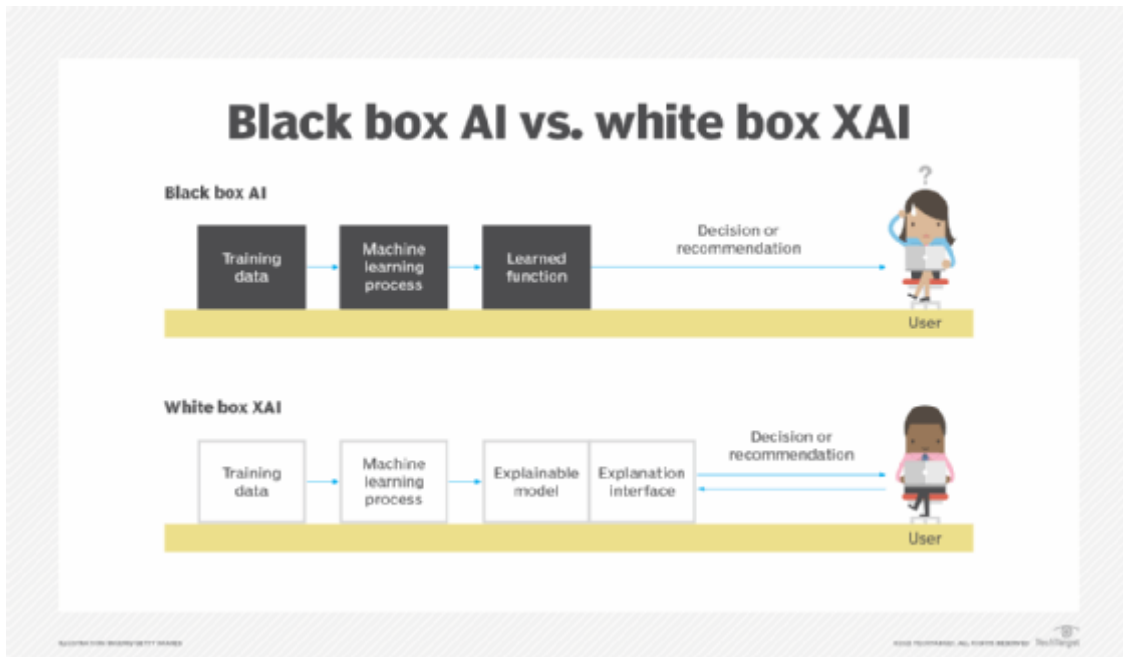 Black box AI vs. white box XAI
Black box AI
?
Training
data
Machine
learning
process
Learned
function
Decision or
recommendation
User
White box XAI
Training
data
Machine
learning
process
Explainable
model
Explanation
interface
Decision or
recommendation
User
TechTarget